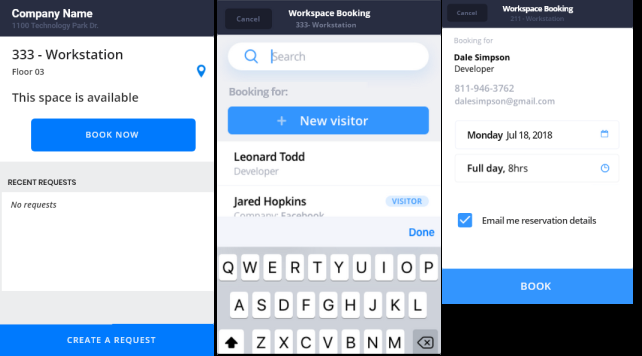 Company Name
1100 Technology Park Dr.
333 - Workstation
Floor 03
This space is available
BOOK NOW
RECENT REQUESTS
No requests
CREATE A REQUEST
Cancel
Workspace Booking
333- Workstation
Search
Booking for:
+ New visitor
Leonard Todd
Developer
Jared Hopkins
VISITOR
Company: Facebook
Done
Q W E R T Y U I O P
A S D F G H J K L
Z X C V B N M
Cancel
Workspace Booking
211- Workstation
Booking for
Dale Simpson
Developer
811-946-3762
dalesimpson@gmail.com
Monday Jul 18, 2018
Full day, 8hrs
Email me reservation details
BOOK